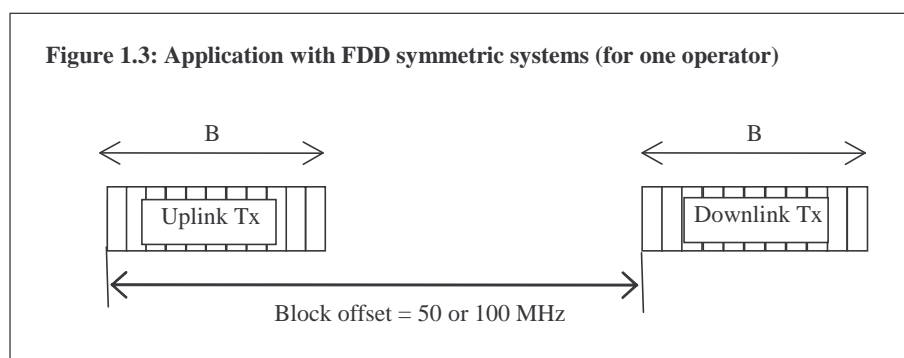 Figure 1.3: Application with FDD symmetric systems (for one operator)
B
B
Uplink Tx
Downlink Tx
Block offset = 50 or 100 MHz